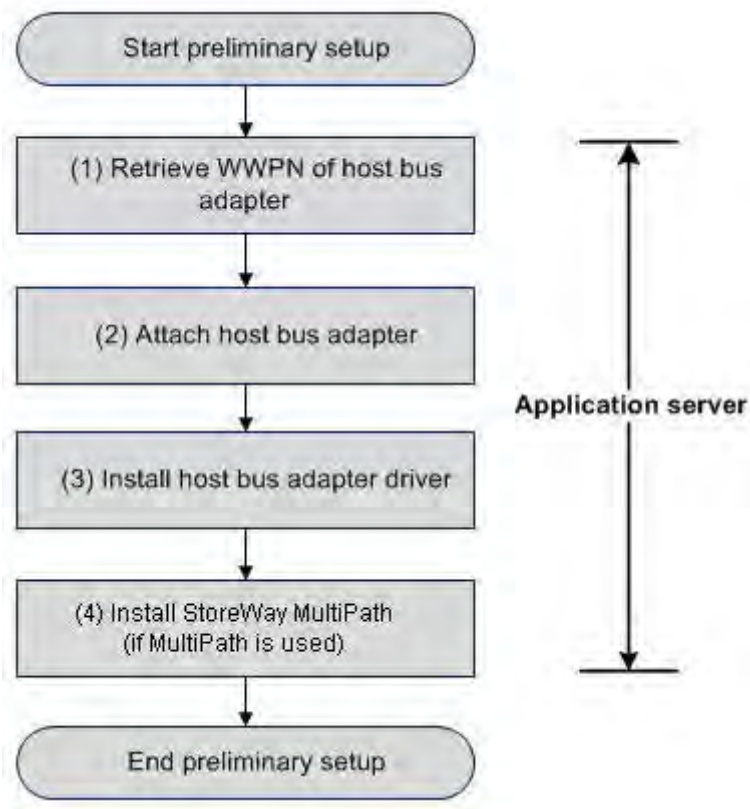 Start preliminary setup
(1) Retrieve WWPN of host bus
adapter
(2) Attach host bus adapter
(3) Install host bus adapter driver
(4) Install StoreWay MultiPath
(if MultiPath is used)
End preliminary setup
Application server